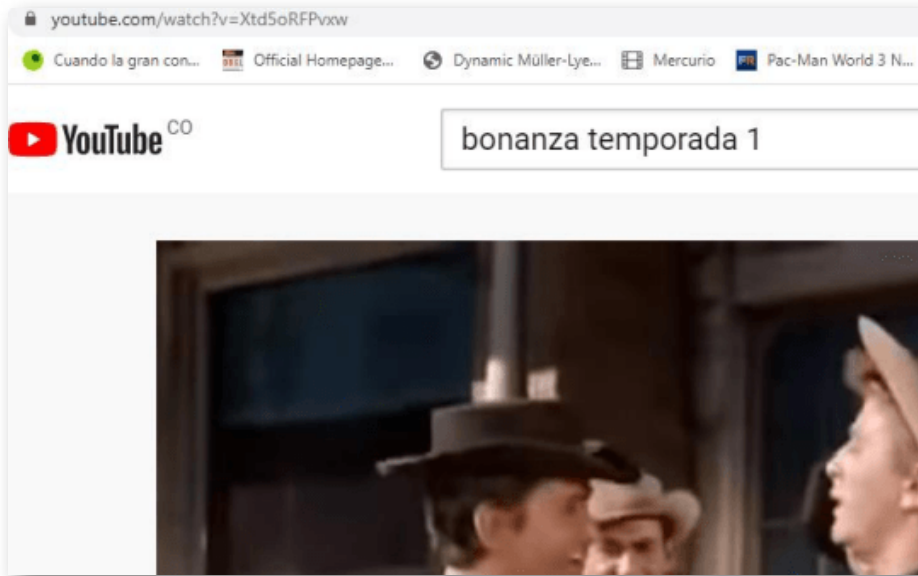 youtube.com/watch?v=Xtd5oRFPvxw
Cuando la gran con... Official Homepage... Dynamic Müller-Lye... Mercurio Pac-Man World 3 N...
YouTube CO
bonanza temporada 1